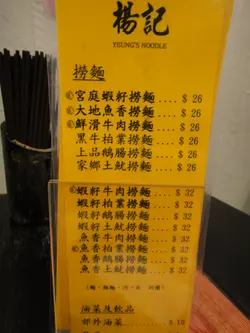 楊記
YEUNG'S NOODLE
撈麵
宮庭蝦籽撈麵 .... $ 26
大地魚香撈麵 .... $ 26
鮮滑牛肉撈麵 .... $ 26
黑牛柏葉撈麵 .... $ 26
上品鵝腸撈麵 .... $ 26
家鄉土魷撈麵 .... $ 26
蝦籽牛肉撈麵 .... $ 32
蝦籽柏葉撈麵 .... $ 32
蝦籽鵝腸撈麵 .... $ 32
蝦籽土魷撈麵 .... $ 32
魚香牛肉撈麵 .... $ 32
魚香柏葉撈麵 .... $ 32
魚香鵝腸撈麵 .... $ 32
魚香土魷撈麵 .... $ 32
油菜及飲品
郊外油菜 .... $ 16